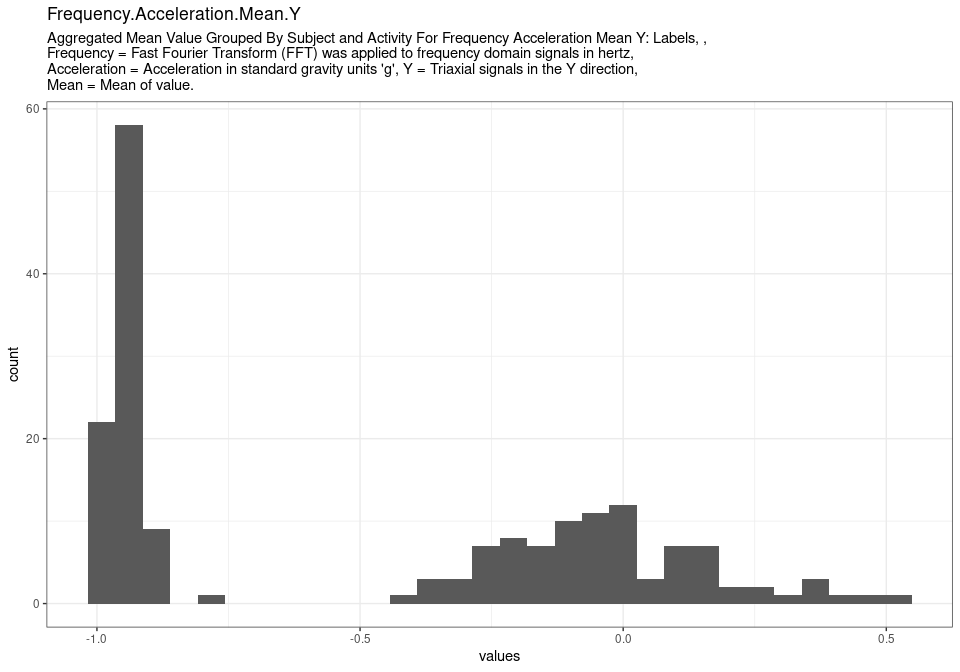 Frequency.Acceleration.Mean.Y
Aggregated Mean Value Grouped By Subject and Activity For Frequency Acceleration Mean Y: Labels, ,
Frequency = Fast Fourier Transform (FFT) was applied to frequency domain signals in hertz,
Acceleration = Acceleration in standard gravity units 'g', Y = Triaxial signals in the Y direction,
Mean = Mean of value.
60
40
20
0
count
-1.0
-0.5
0.0
0.5
values